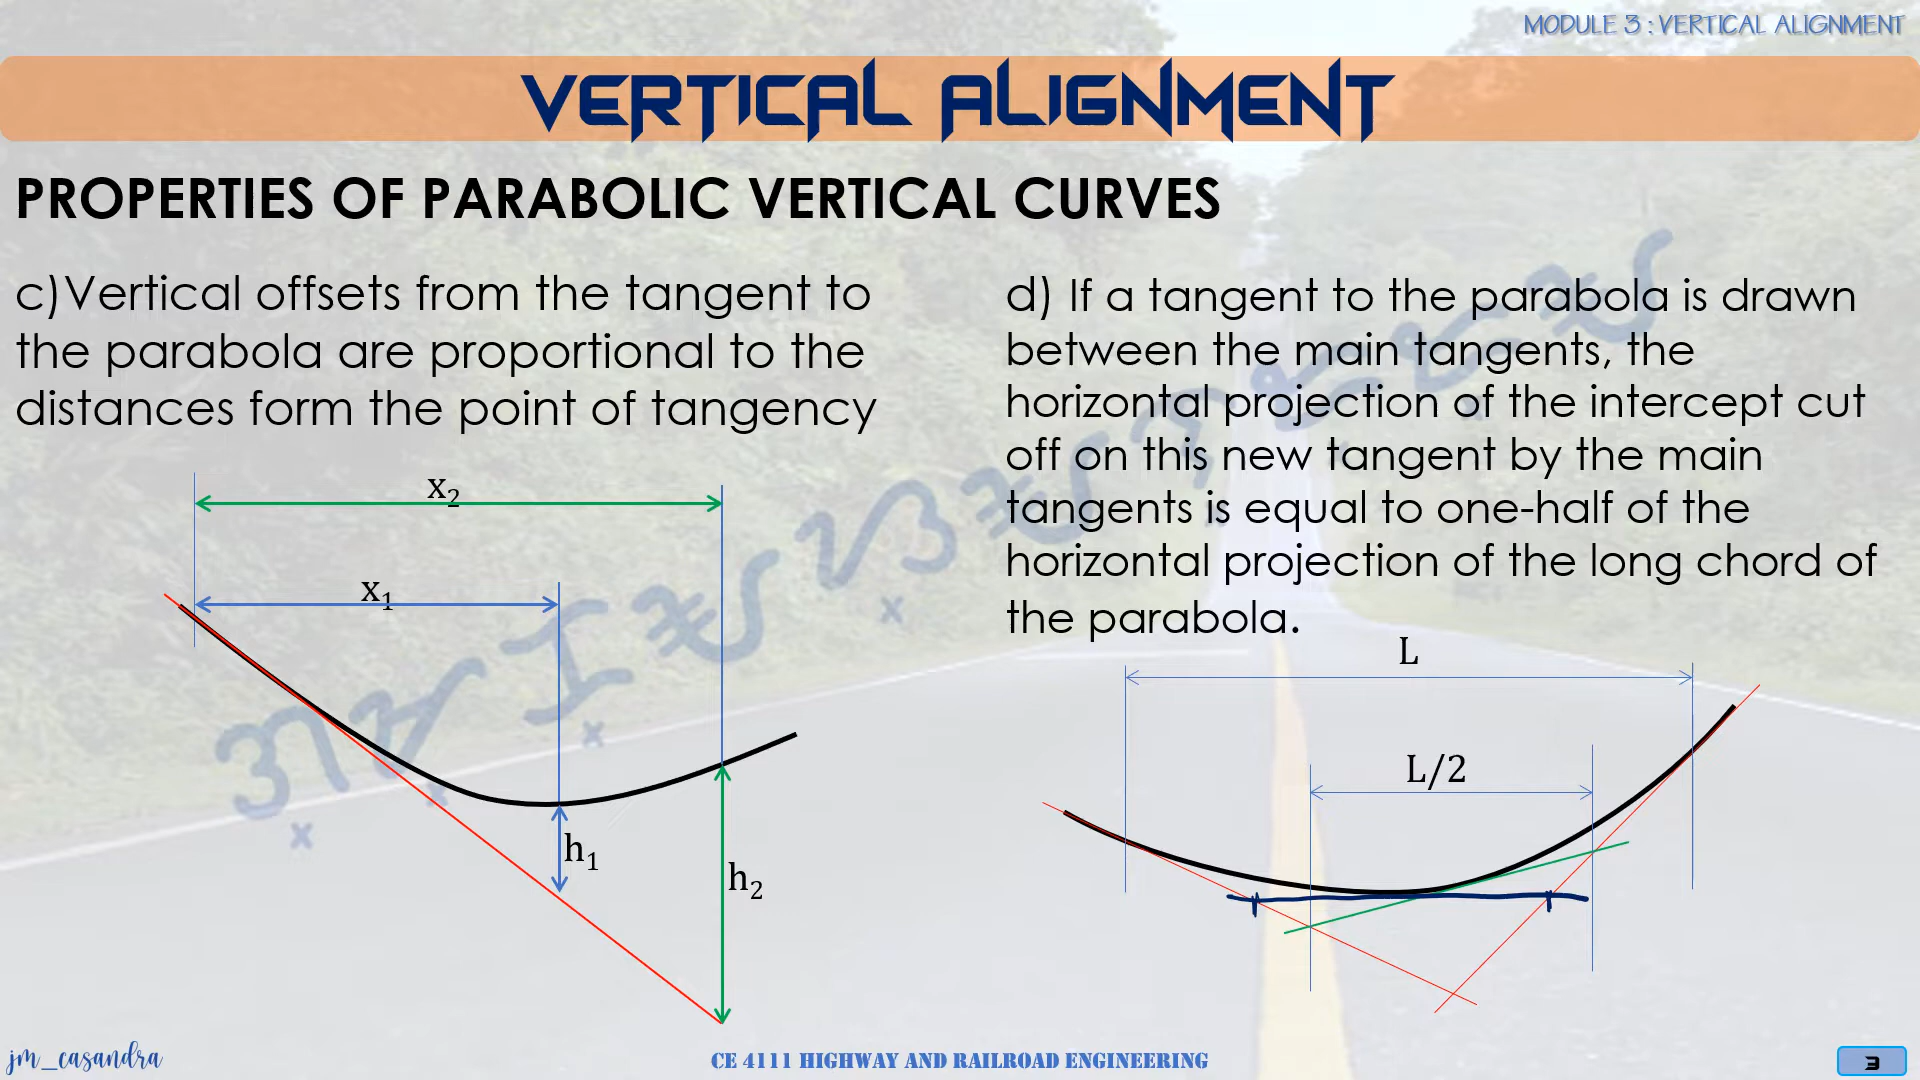 MODULE 3 : VERTICAL ALIGNMENT
VERTICAL ALIGNMENT
PROPERTIES OF PARABOLIC VERTICAL CURVES
c)Vertical offsets from the tangent to
the parabola are proportional to the
distances form the point of tangency
x₂
x₁
h₁
h₂
d) If a tangent to the parabola is drawn
between the main tangents, the
horizontal projection of the intercept cut
off on this new tangent by the main
tangents is equal to one-half of the
horizontal projection of the long chord of
the parabola.
L
L/2
jm_casandra
CE 4111 HIGHWAY AND RAILROAD ENGINEERING
3